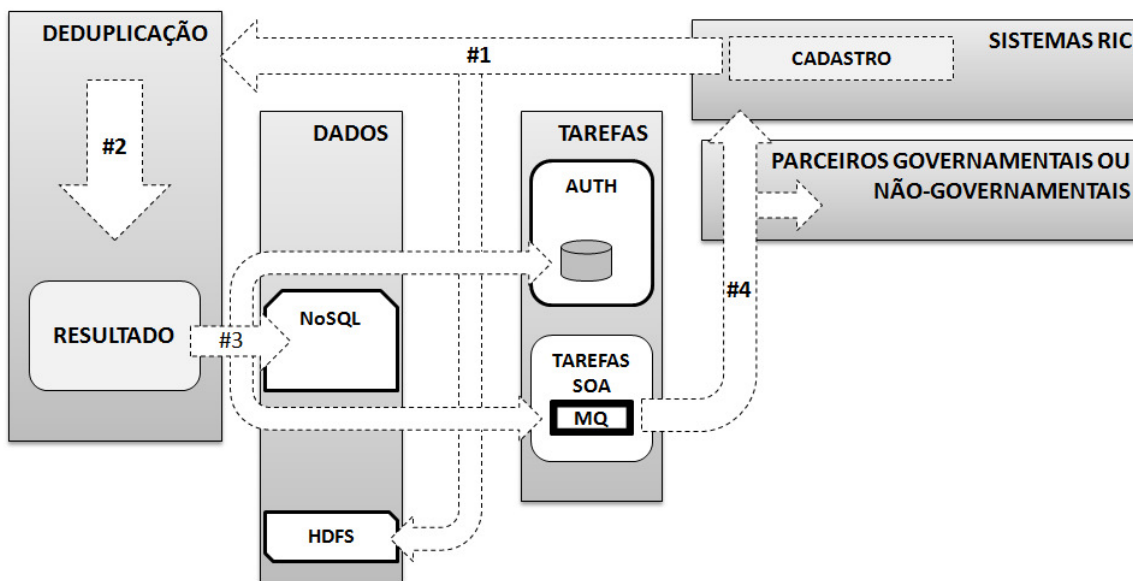 DEDUPLICAÇÃO
#1
CADASTRO
SISTEMAS RIC
#2
DADOS
TAREFAS
PARCEIROS GOVERNAMENTAIS OU
NÃO-GOVERNAMENTAIS
AUTH
#4
RESULTADO
#3
NoSQL
TAREFAS
SOA
MQ
HDFS